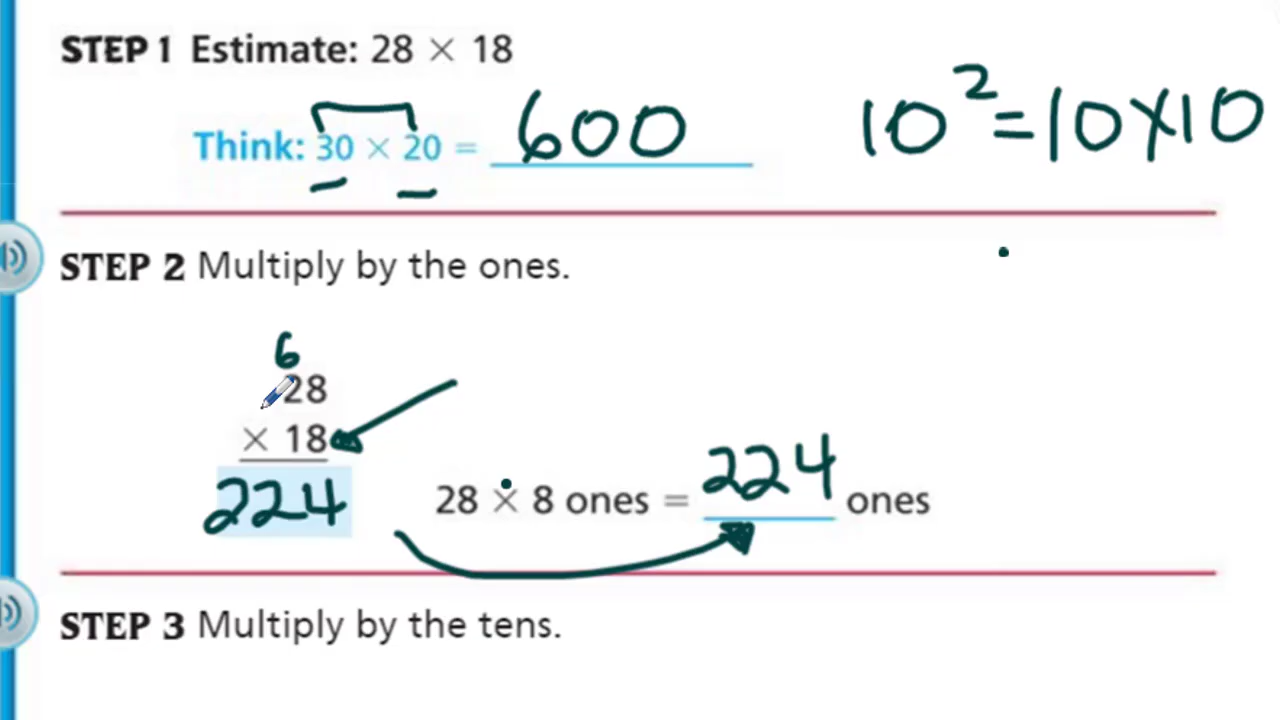 STEP 1 Estimate: 28 × 18
Think: 30 × 20 = 600
10² = 10 × 10
STEP 2 Multiply by the ones.
6
28
× 18
224
28 × 8 ones = 224 ones
STEP 3 Multiply by the tens.